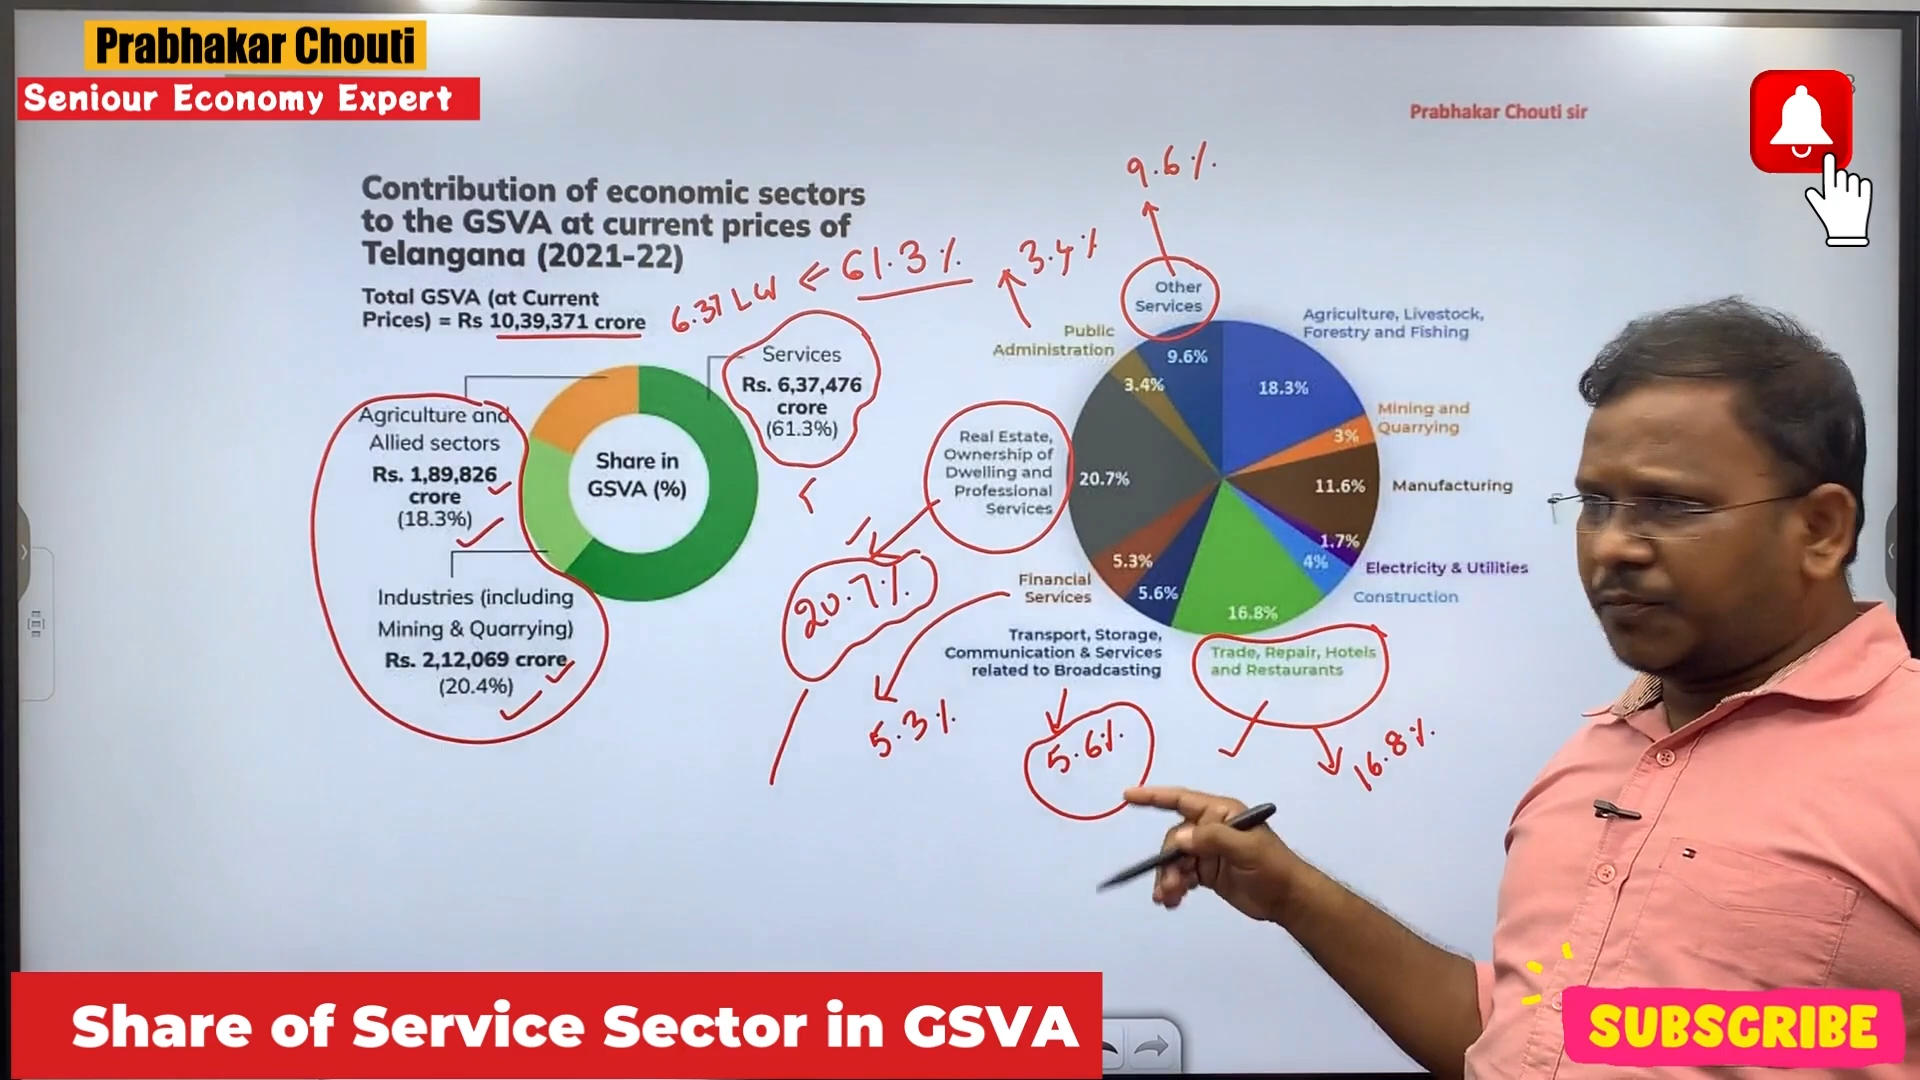 Prabhakar Chouti
Seniour Economy Expert
Prabhakar Chouti sir
Contribution of economic sectors
to the GSVA at current prices of
Telangana (2021-22)
Total GSVA (at Current
Prices) = Rs 10,39,371 crore
6.37 LW
61.3%
Services
Rs. 6,37,476
crore
(61.3%)
Agriculture and
Allied sectors
Rs. 1,89,826
crore
(18.3%)
Share in
GSVA (%)
Industries (including
Mining & Quarrying)
Rs. 2,12,069 crore
(20.4%)
9.6%
3.4%
Other
Services
Public
Administration
Agriculture, Livestock,
Forestry and Fishing
9.6%
3.4%
18.3%
Mining and
Quarrying
3%
Real Estate,
Ownership of
Dwelling and
Professional
Services
20.7%
11.6%
Manufacturing
1.7%
Electricity & Utilities
4%
Construction
5.3%
Financial
Services
5.6%
16.8%
Transport, Storage,
Communication & Services
related to Broadcasting
Trade, Repair, Hotels
and Restaurants
20.7%
5.3%
5.6%
16.8%
Share of Service Sector in GSVA
SUBSCRIBE